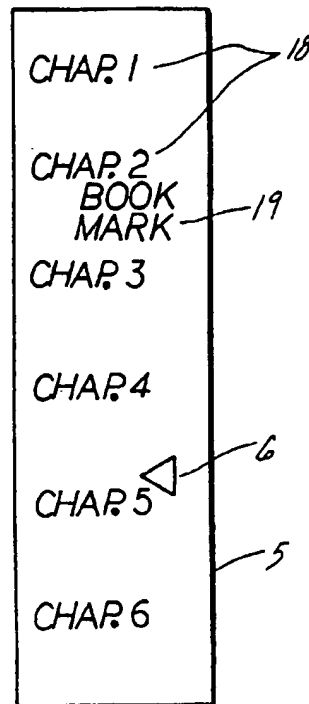 CHAP. 1
18
CHAP. 2
BOOK
MARK
19
CHAP. 3
CHAP. 4
6
CHAP. 5
5
CHAP. 6